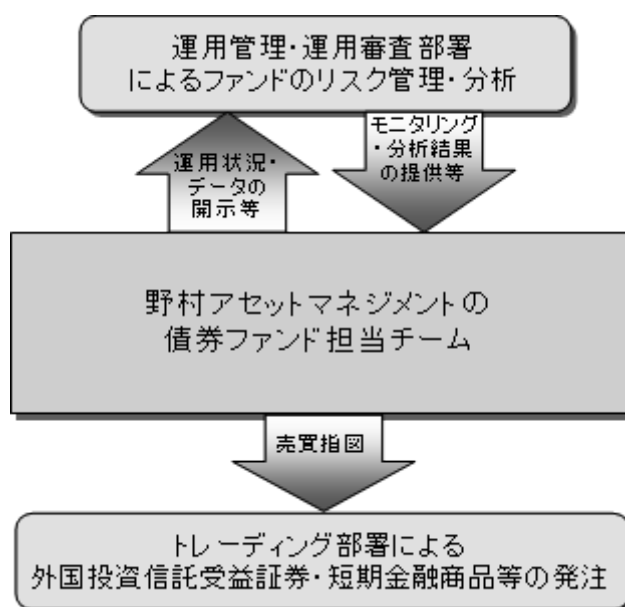 運用管理・運用審査部署
によるファンドのリスク管理・分析
運用状況・
データの
開示等
モニタリング
・分析結果
の提供等
野村アセットマネジメントの
債券ファンド担当チーム
売買指図
トレーディング部署による
外国投資信託受益証券・短期金融商品等の発注